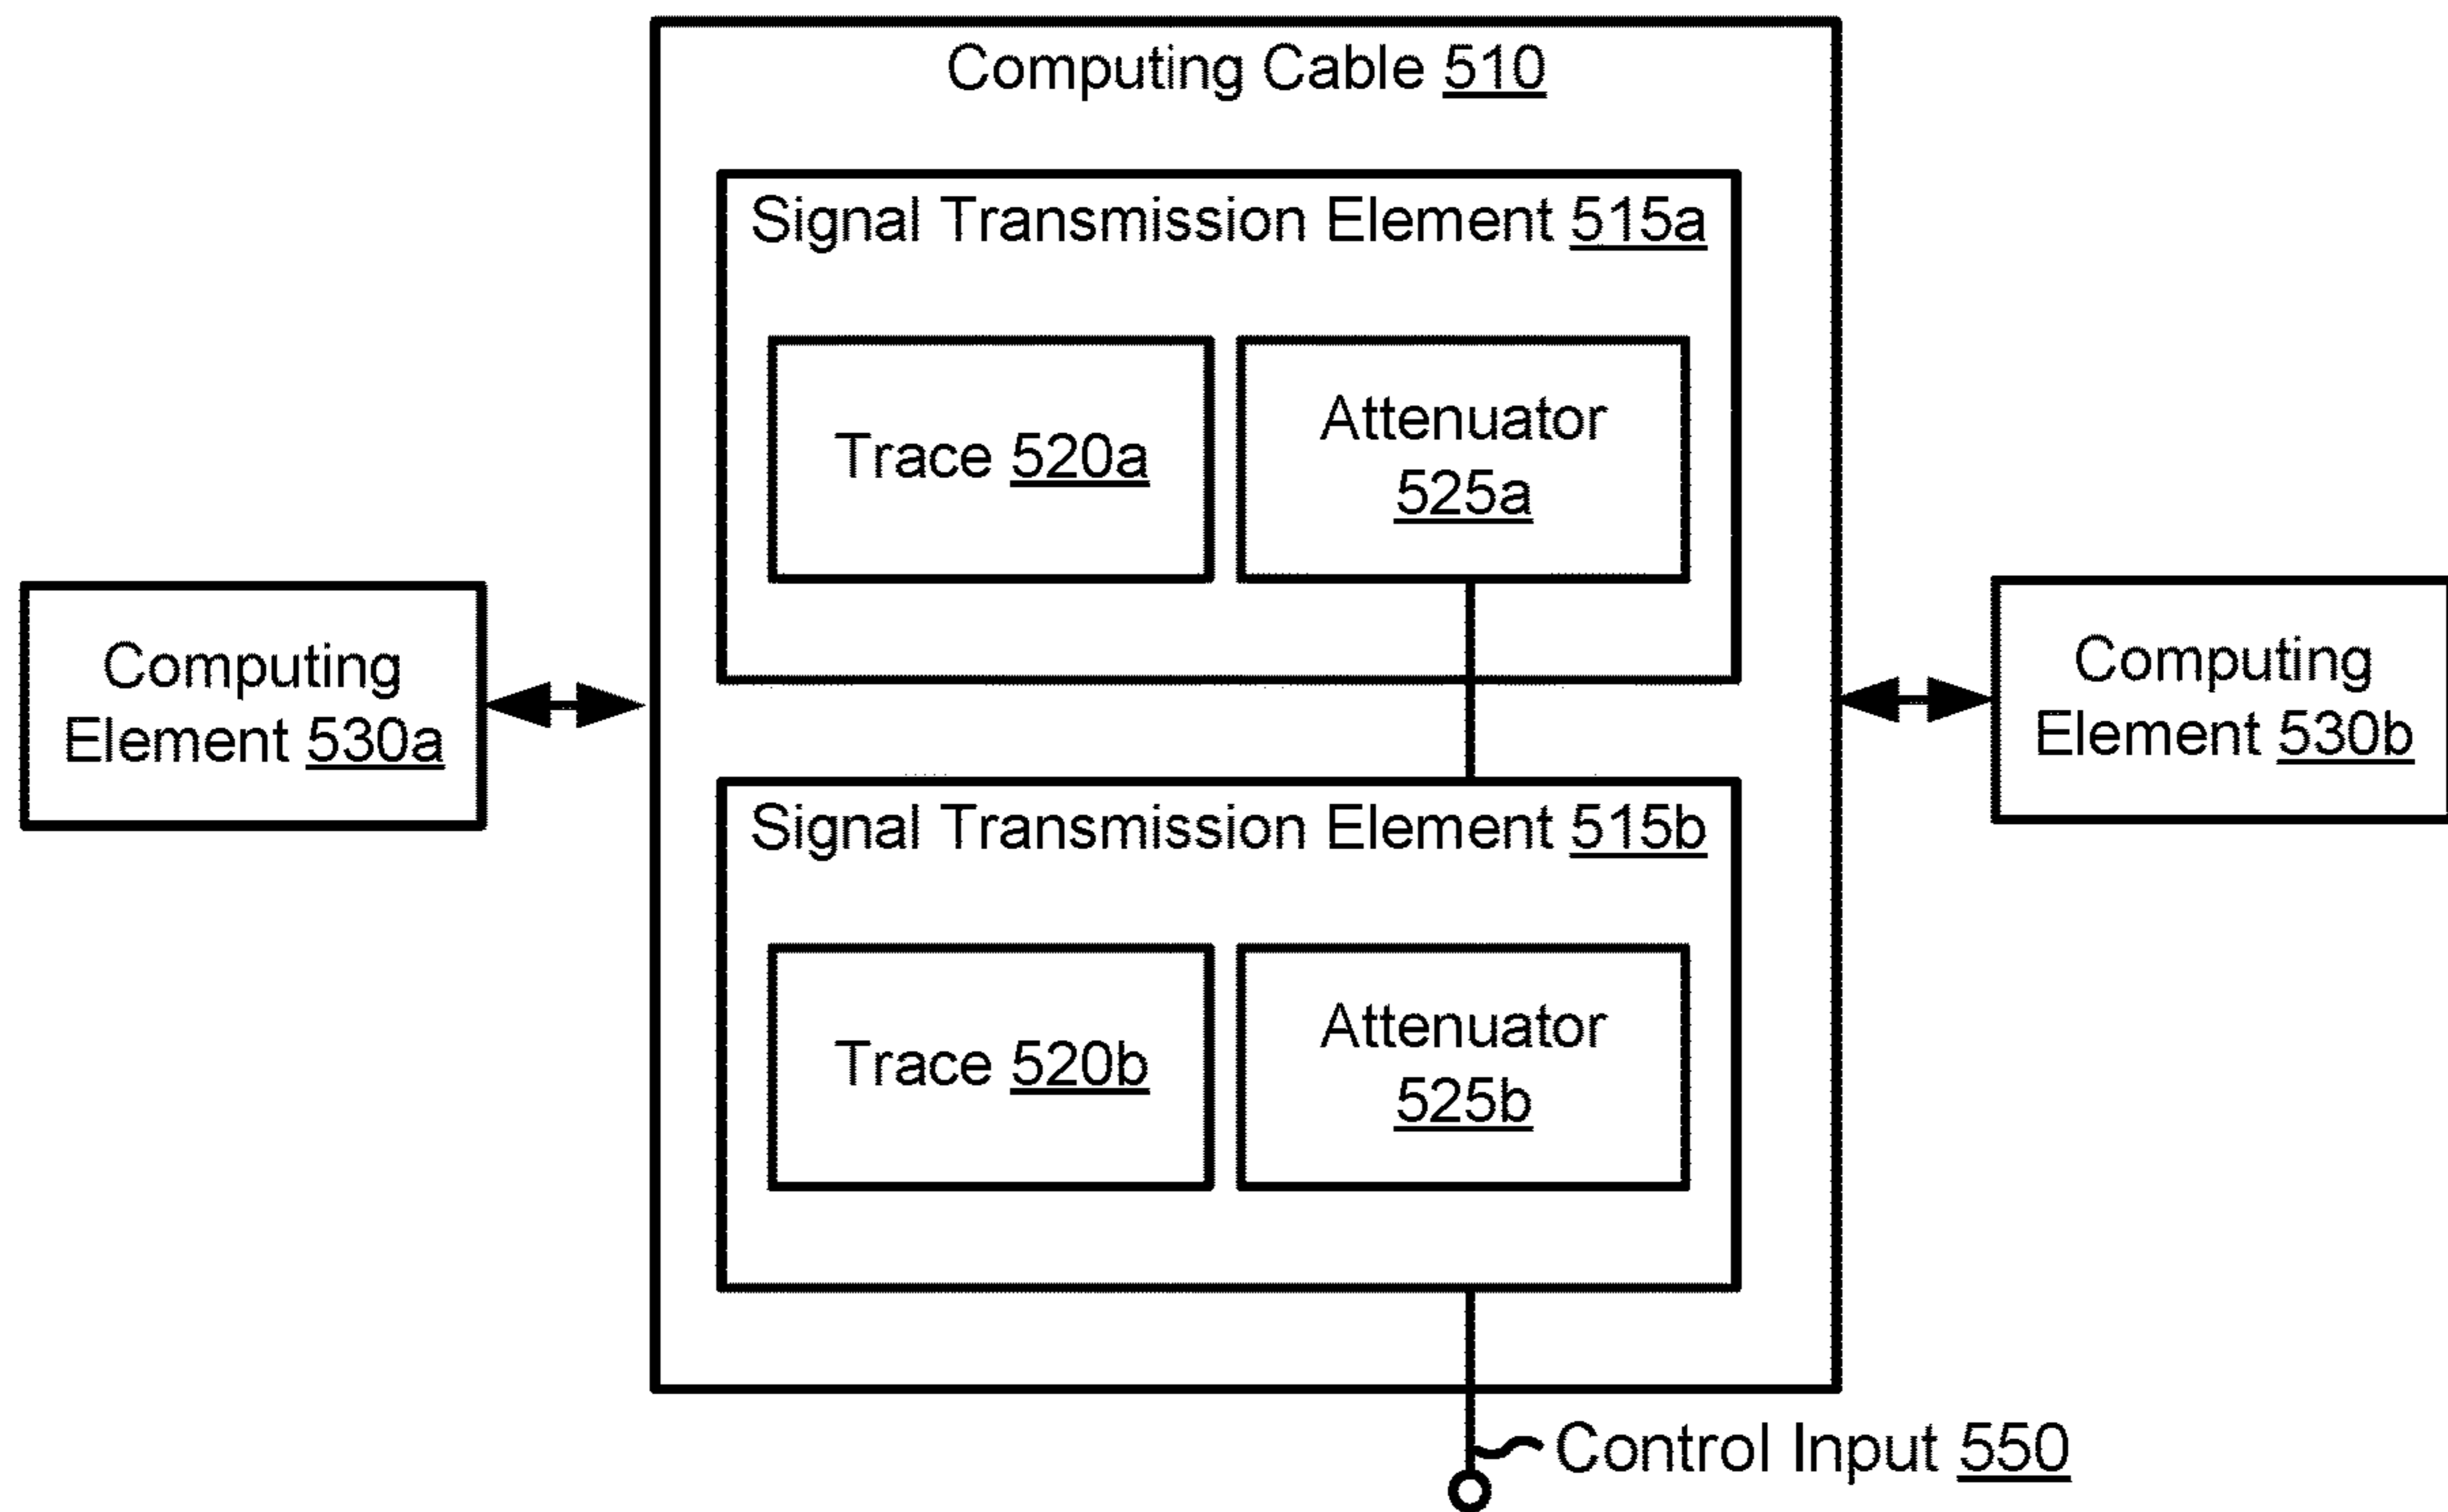 Computing Cable 510
Signal Transmission Element 515a
Trace 520a
Attenuator
525a
Computing
Element 530a
Computing
Element 530b
Signal Transmission Element 515b
Trace 520b
Attenuator
525b
Control Input 550